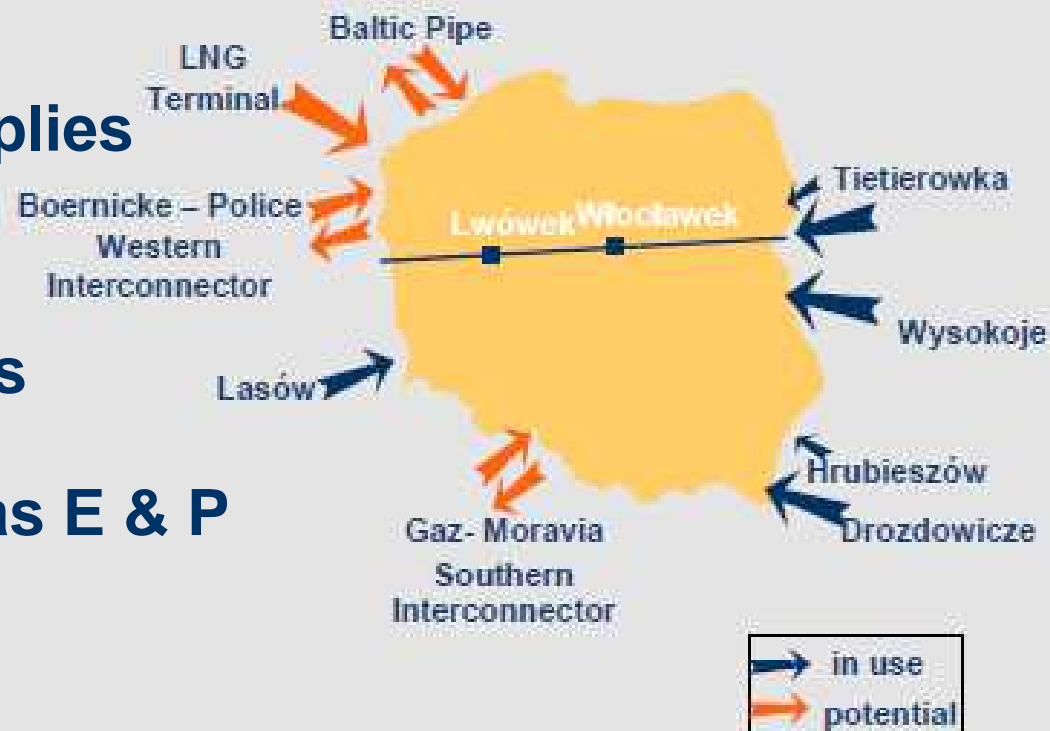 Baltic Pipe
LNG
Terminal
plies
Tietierowka
Boernicke – Police
Western
Interconnector
Lwówek
Włocławek
Wysokoje
s
Lasów
Hrubieszów
as E & P
Drozdowicze
Gaz- Moravia
Southern
Interconnector
in use
potential